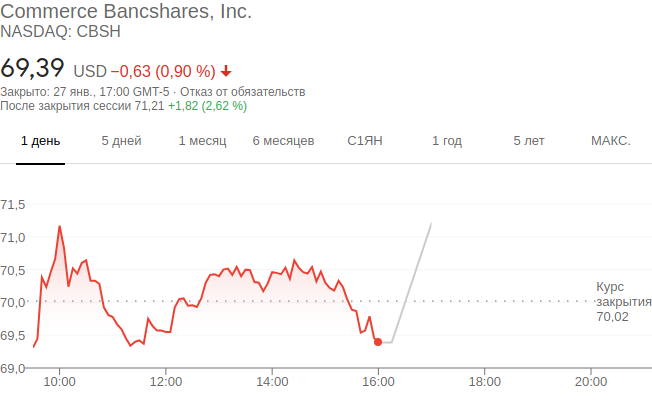 Commerce Bancshares, Inc.
NASDAQ: CBSH
69,39 USD −0,63 (0,90 %)
Закрыто: 27 янв., 17:00 GMT-5 · Отказ от обязательств
После закрытия сессии 71,21 +1,82 (2,62 %)
1 день 5 дней 1 месяц 6 месяцев С1ЯН 1 год 5 лет МАКС.
71,5
71,0
70,5
70,0
69,5
69,0
Курс
закрытия
70,02
10:00 12:00 14:00 16:00 18:00 20:00